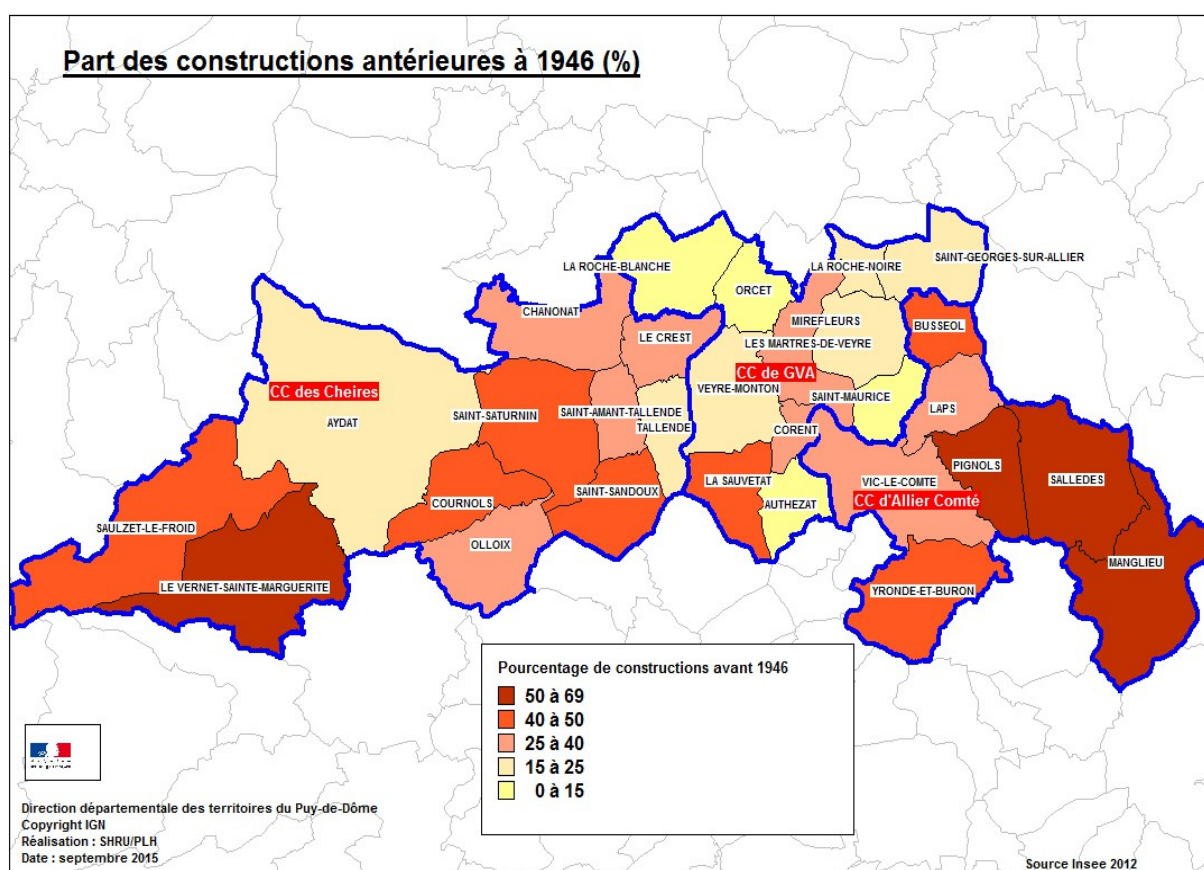 Part des constructions antérieures à 1946 (%)
LA ROCHE-BLANCHE
LA ROCHE-NOIRE
SAINT-GEORGES-SUR-ALLIER
ORCET
CHANONAT
MIREFLEURS
BUSSEOL
LE CREST
LES MARTRES-DE-VEYRE
CC de GVA
CC des Cheires
VEYRE-MONTON
SAINT-MAURICE
AYDAT
SAINT-SATURNIN
SAINT-AMANT-TALLENDE
TALLENDE
LAPS
CORENT
PIGNOLS
SALLEDES
LA SAUVETAT
VIC-LE-COMTE
CC d'Allier Comté
SAINT-SANDOUX
COURNOLS
AUTHEZAT
SAULZET-LE-FROID
OLLOIX
MANGLIEU
LE VERNET-SAINTE-MARGUERITE
YRONDE-ET-BURON
Pourcentage de constructions avant 1946
50 à 69
40 à 50
25 à 40
15 à 25
0 à 15
Direction départementale des territoires du Puy-de-Dôme
Copyright IGN
Réalisation : SHRU/PLH
Date : septembre 2015
Source Insee 2012